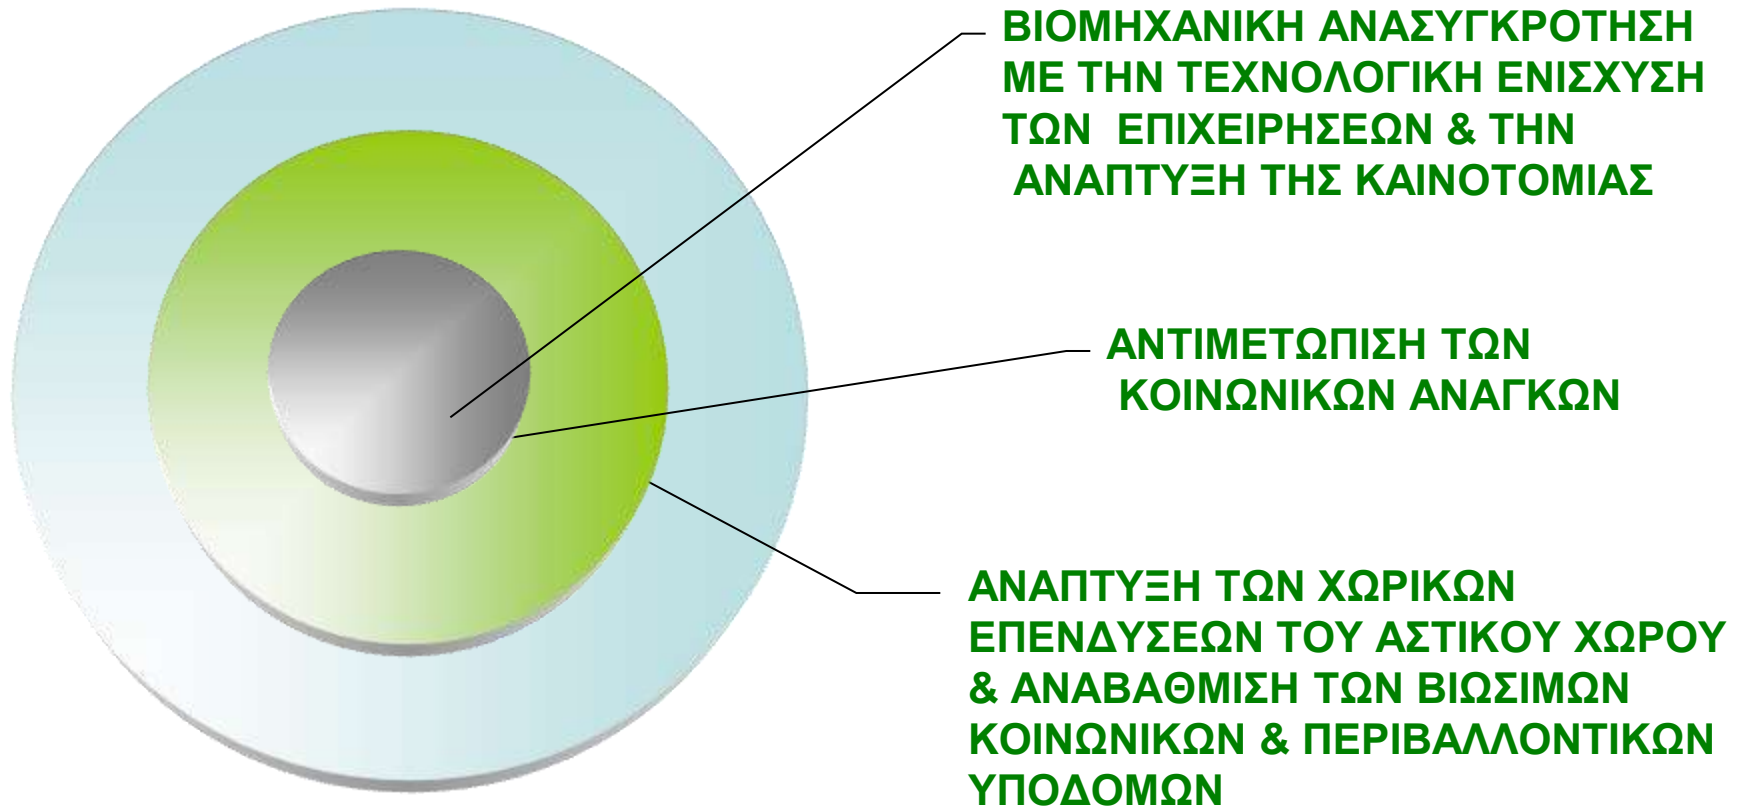 ΒΙΟΜΗΧΑΝΙΚΗ ΑΝΑΣΥΓΚΡΟΤΗΣΗ
ΜΕ ΤΗΝ ΤΕΧΝΟΛΟΓΙΚΗ ΕΝΙΣΧΥΣΗ
ΤΩΝ ΕΠΙΧΕΙΡΗΣΕΩΝ & ΤΗΝ
ΑΝΑΠΤΥΞΗ ΤΗΣ ΚΑΙΝΟΤΟΜΙΑΣ
ΑΝΤΙΜΕΤΩΠΙΣΗ ΤΩΝ
ΚΟΙΝΩΝΙΚΩΝ ΑΝΑΓΚΩΝ
ΑΝΑΠΤΥΞΗ ΤΩΝ ΧΩΡΙΚΩΝ
ΕΠΕΝΔΥΣΕΩΝ ΤΟΥ ΑΣΤΙΚΟΥ ΧΩΡΟΥ
& ΑΝΑΒΑΘΜΙΣΗ ΤΩΝ ΒΙΩΣΙΜΩΝ
ΚΟΙΝΩΝΙΚΩΝ & ΠΕΡΙΒΑΛΛΟΝΤΙΚΩΝ
ΥΠΟΔΟΜΩΝ